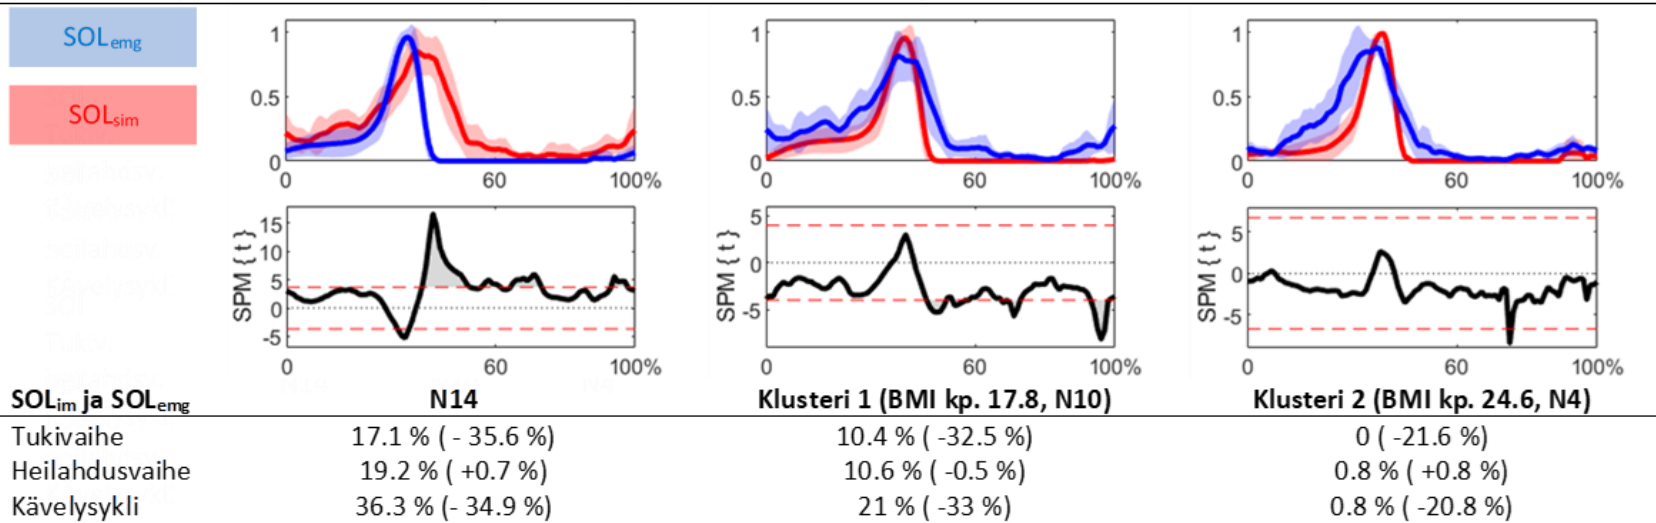 SOLemg
SOLsim
1
0.5
0
0 60 100%
1
0.5
0
0 60 100%
1
0.5
0
0 60 100%
SPM { t }
15
10
5
0
-5
0 60 100%
SPM { t }
5
0
-5
0 60 100%
SPM { t }
5
0
-5
0 60 100%
SOLim ja SOLemg N14 Klusteri 1 (BMI kp. 17.8, N10) Klusteri 2 (BMI kp. 24.6, N4)
Tukivaihe 17.1 % ( - 35.6 %) 10.4 % ( -32.5 %) 0 ( -21.6 %)
Heilahdusvaihe 19.2 % ( +0.7 %) 10.6 % ( -0.5 %) 0.8 % ( +0.8 %)
Kävelysykli 36.3 % (- 34.9 %) 21 % ( -33 %) 0.8 % ( -20.8 %)